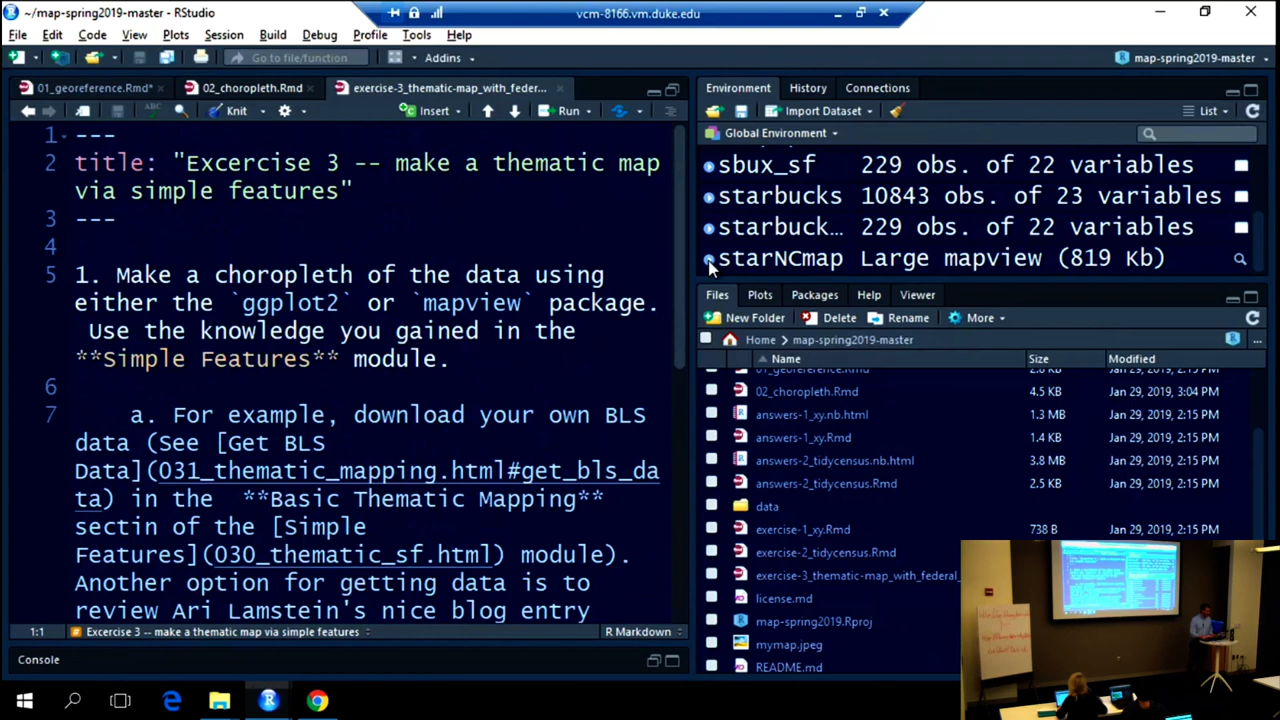 ~/map-spring2019-master - RStudio
vcm-8166.vm.duke.edu
File Edit Code View Plots Session Build Debug Profile Tools Help
Go to file/function
Addins
map-spring2019-master
01_georeference.Rmd*
02_choropleth.Rmd
exercise-3_thematic-map_with_feder...
ABC
Knit
Insert
Run
1 ---
2 title: "Excercise 3 -- make a thematic map
via simple features"
3 ---
4
5 1. Make a choropleth of the data using
either the `ggplot2` or `mapview` package.
Use the knowledge you gained in the
**Simple Features** module.
6
7 a. For example, download your own BLS
data (See [Get BLS
Data](031_thematic_mapping.html#get_bls_da
ta) in the **Basic Thematic Mapping**
sectin of the [Simple
Features](030_thematic_sf.html) module).
Another option for getting data is to
review Ari Lamstein's nice blog entry
1:1 Excercise 3 -- make a thematic map via simple features R Markdown
Console
Environment History Connections
Import Dataset List
Global Environment
sbux_sf 229 obs. of 22 variables
starbucks 10843 obs. of 23 variables
starbuck... 229 obs. of 22 variables
starNCmap Large mapview (819 Kb)
Files Plots Packages Help Viewer
New Folder Delete Rename More
Home map-spring2019-master ...
Name Size Modified
01_georeference.Rmd 2.8 KB Jan 29, 2019, 2:15 PM
02_choropleth.Rmd 4.5 KB Jan 29, 2019, 3:04 PM
answers-1_xy.nb.html 1.3 MB Jan 29, 2019, 2:15 PM
answers-1_xy.Rmd 1.4 KB Jan 29, 2019, 2:15 PM
answers-2_tidycensus.nb.html 3.8 MB Jan 29, 2019, 2:15 PM
answers-2_tidycensus.Rmd 2.5 KB Jan 29, 2019, 2:15 PM
data
exercise-1_xy.Rmd 738 B Jan 29, 2019, 2:15 PM
exercise-2_tidycensus.Rmd
exercise-3_thematic-map_with_federal_
license.md
map-spring2019.Rproj
mymap.jpeg
README.md